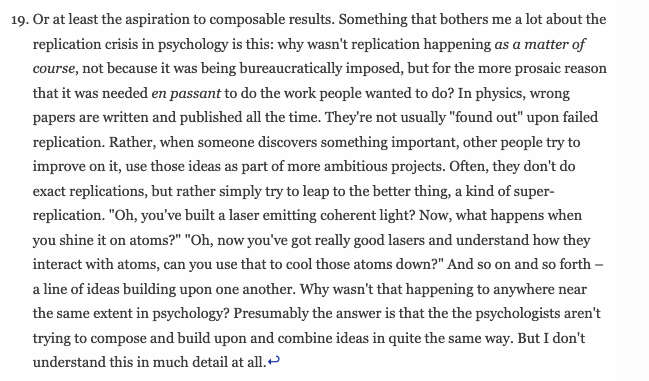 19. Or at least the aspiration to composable results. Something that bothers me a lot about the
replication crisis in psychology is this: why wasn't replication happening as a matter of
course, not because it was being bureaucratically imposed, but for the more prosaic reason
that it was needed en passant to do the work people wanted to do? In physics, wrong
papers are written and published all the time. They're not usually "found out" upon failed
replication. Rather, when someone discovers something important, other people try to
improve on it, use those ideas as part of more ambitious projects. Often, they don't do
exact replications, but rather simply try to leap to the better thing, a kind of super-
replication. "Oh, you've built a laser emitting coherent light? Now, what happens when
you shine it on atoms?" "Oh, now you've got really good lasers and understand how they
interact with atoms, can you use that to cool those atoms down?" And so on and so forth –
a line of ideas building upon one another. Why wasn't that happening to anywhere near
the same extent in psychology? Presumably the answer is that the the psychologists aren't
trying to compose and build upon and combine ideas in quite the same way. But I don't
understand this in much detail at all.↩